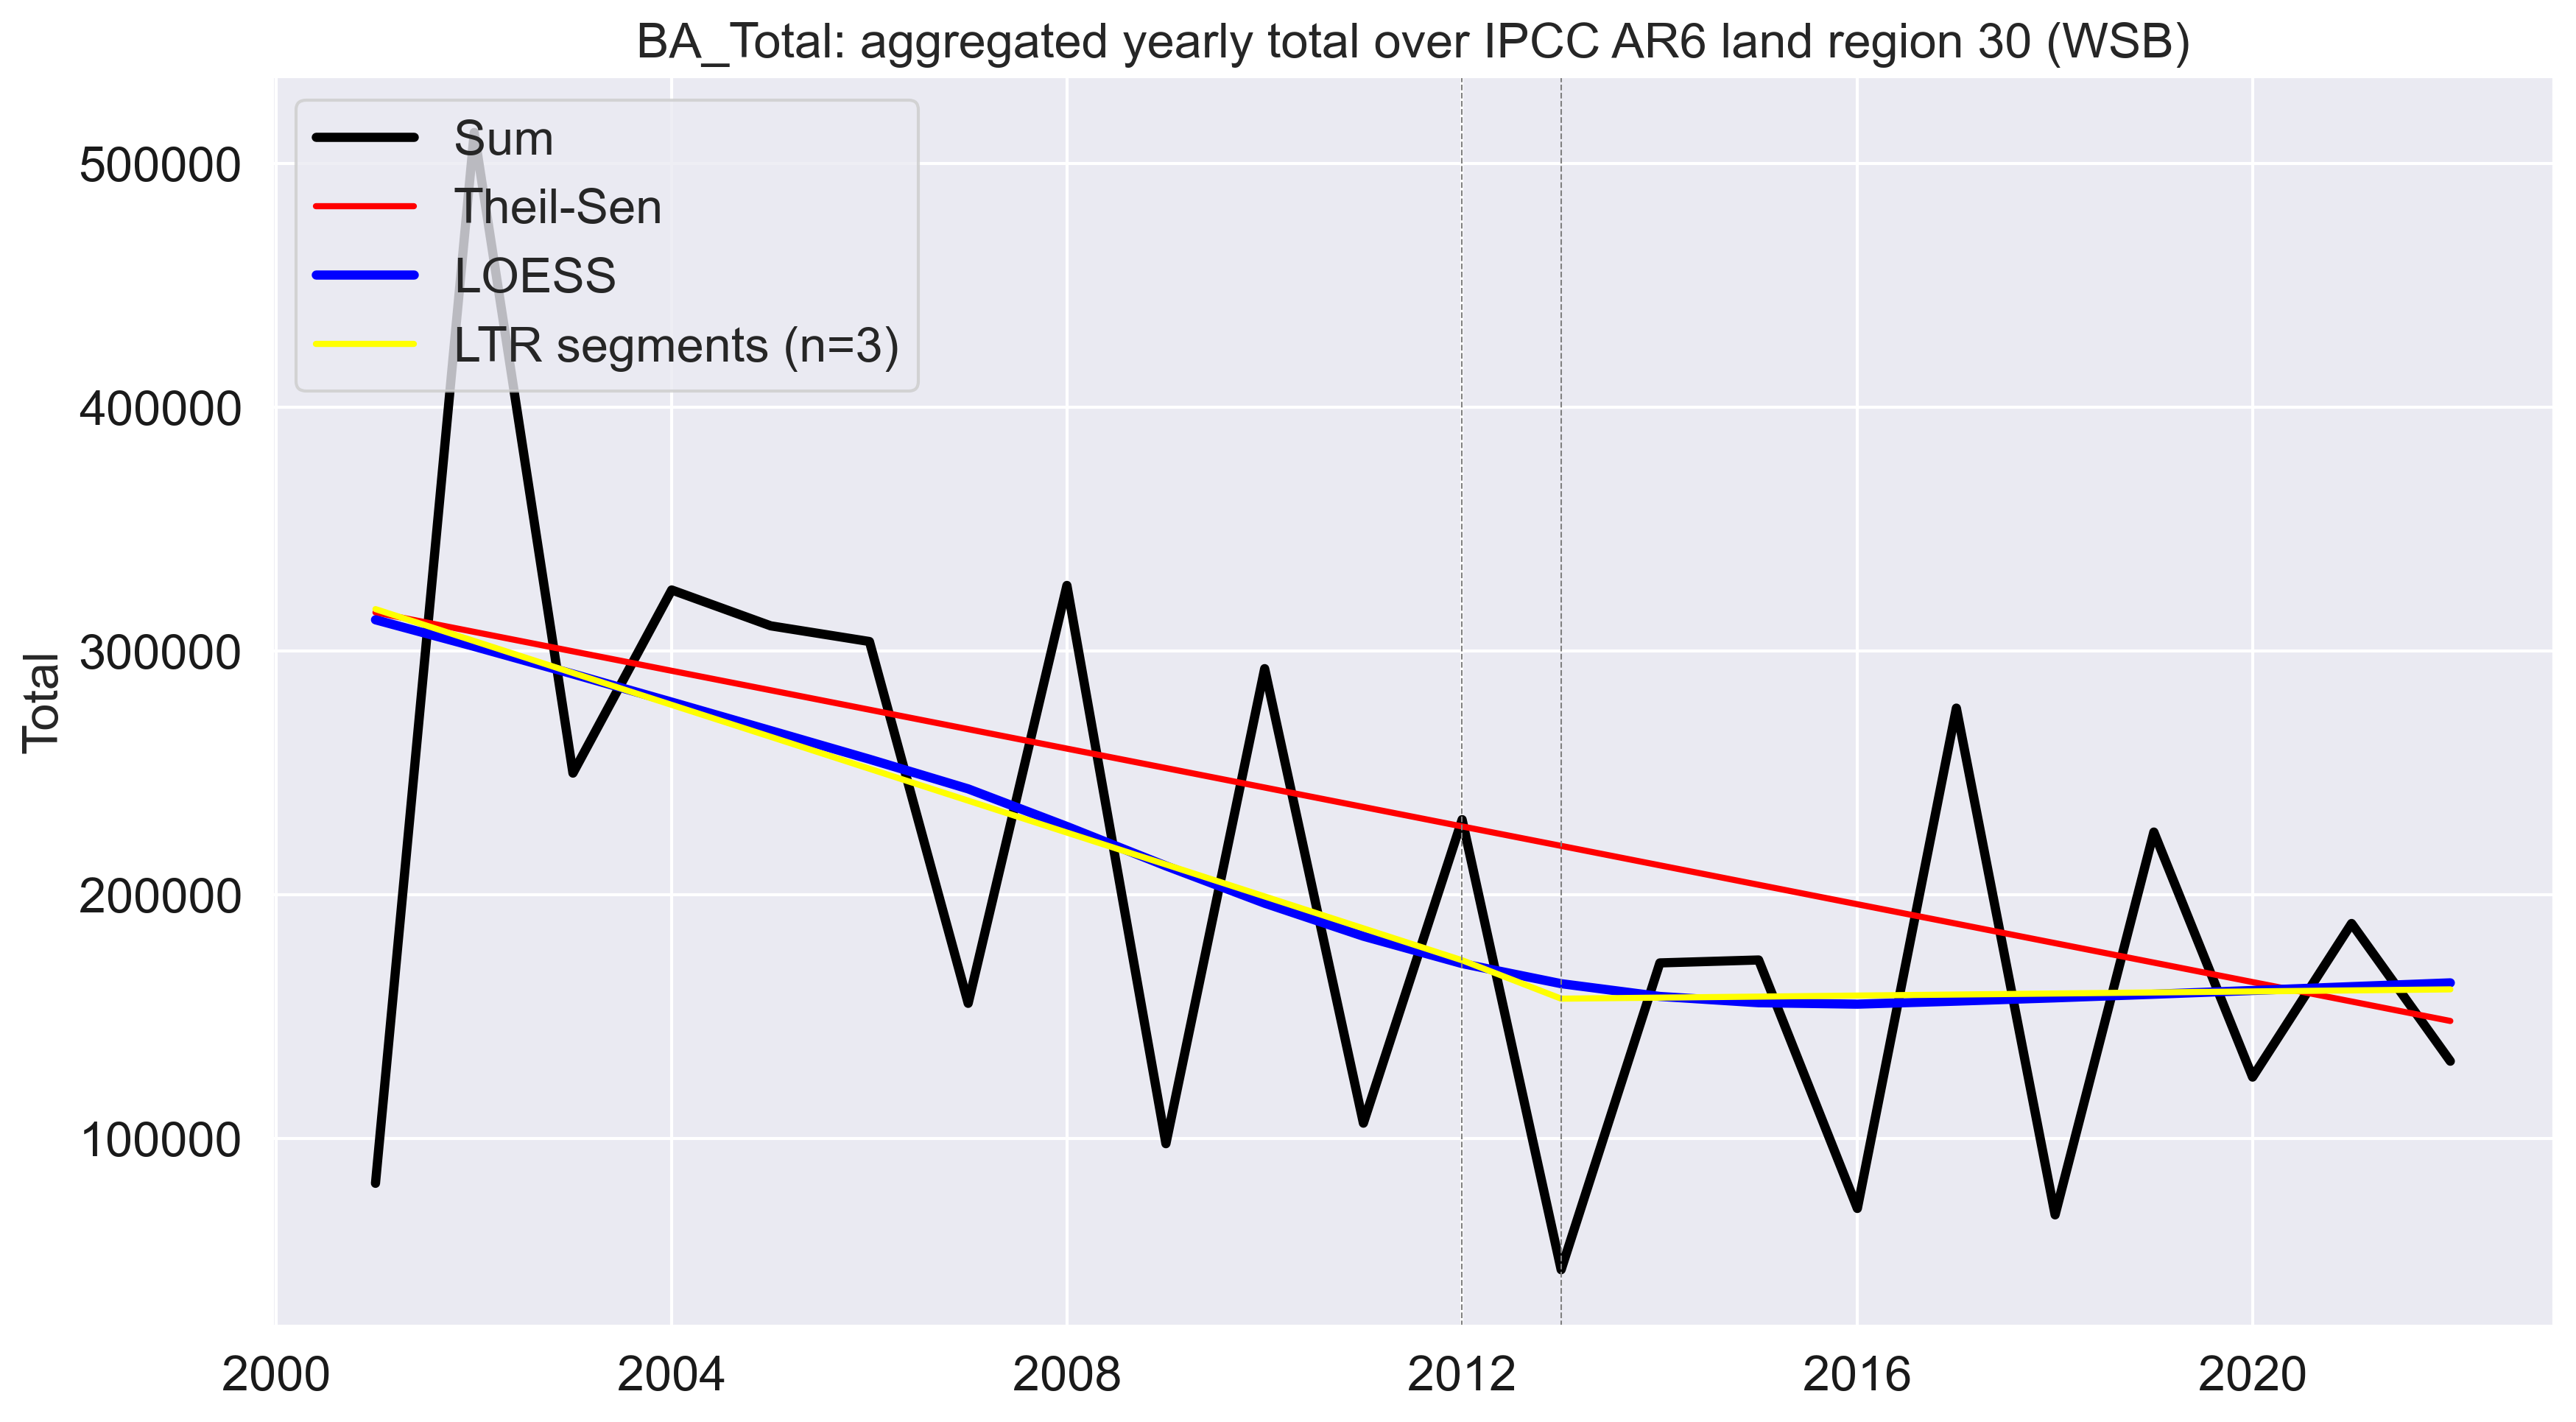 BA_Total: aggregated yearly total over IPCC AR6 land region 30 (WSB)
Sum
Theil-Sen
LOESS
LTR segments (n=3)
500000
400000
300000
200000
100000
Total
2000
2004
2008
2012
2016
2020